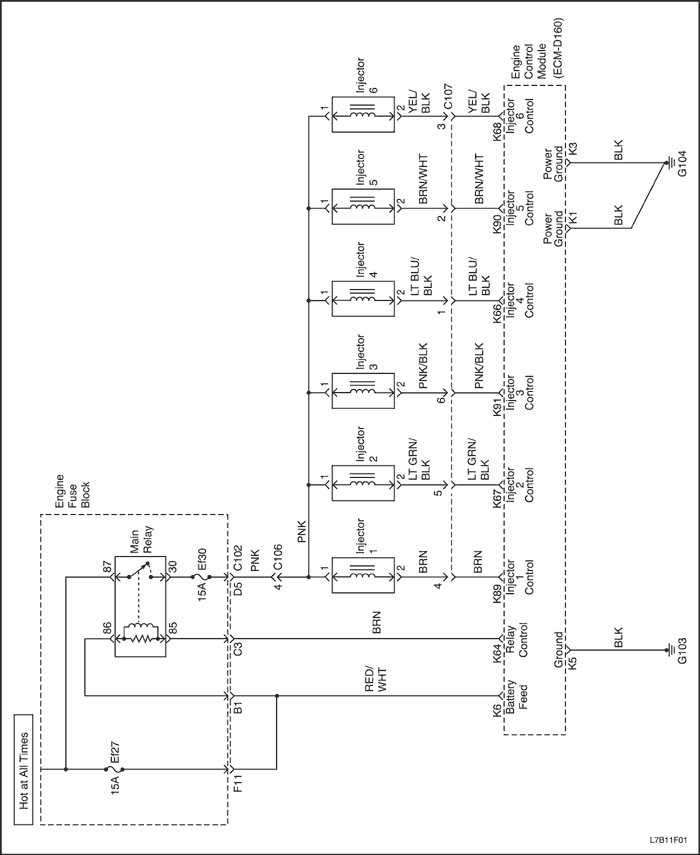 Hot at All Times
Engine
Fuse
Block
Main
Relay
87
30
86
85
15A Ef30
15A Ef27
D5 C102
C3
B1
F11
PNK
4 C106
PNK
BRN
RED/
WHT
Injector
1
1
2
BRN
4
BRN
K89
Injector
1
Control
Injector
2
1
2
LT GRN/
BLK
5
LT GRN/
BLK
K67
Injector
2
Control
Injector
3
1
2
PNK/BLK
6
PNK/BLK
K91
Injector
3
Control
Injector
4
1
2
LT BLU/
BLK
1
LT BLU/
BLK
K66
Injector
4
Control
Injector
5
1
2
BRN/WHT
2
BRN/WHT
K90
Injector
5
Control
Injector
6
1
2
YEL/
BLK
3 C107
YEL/
BLK
K68
Injector
6
Control
Engine
Control
Module
(ECM-D160)
K64
Relay
Control
K6
Battery
Feed
Ground
K5
BLK
G103
Power
Ground
K1
BLK
Power
Ground
K3
BLK
G104
L7B11F01